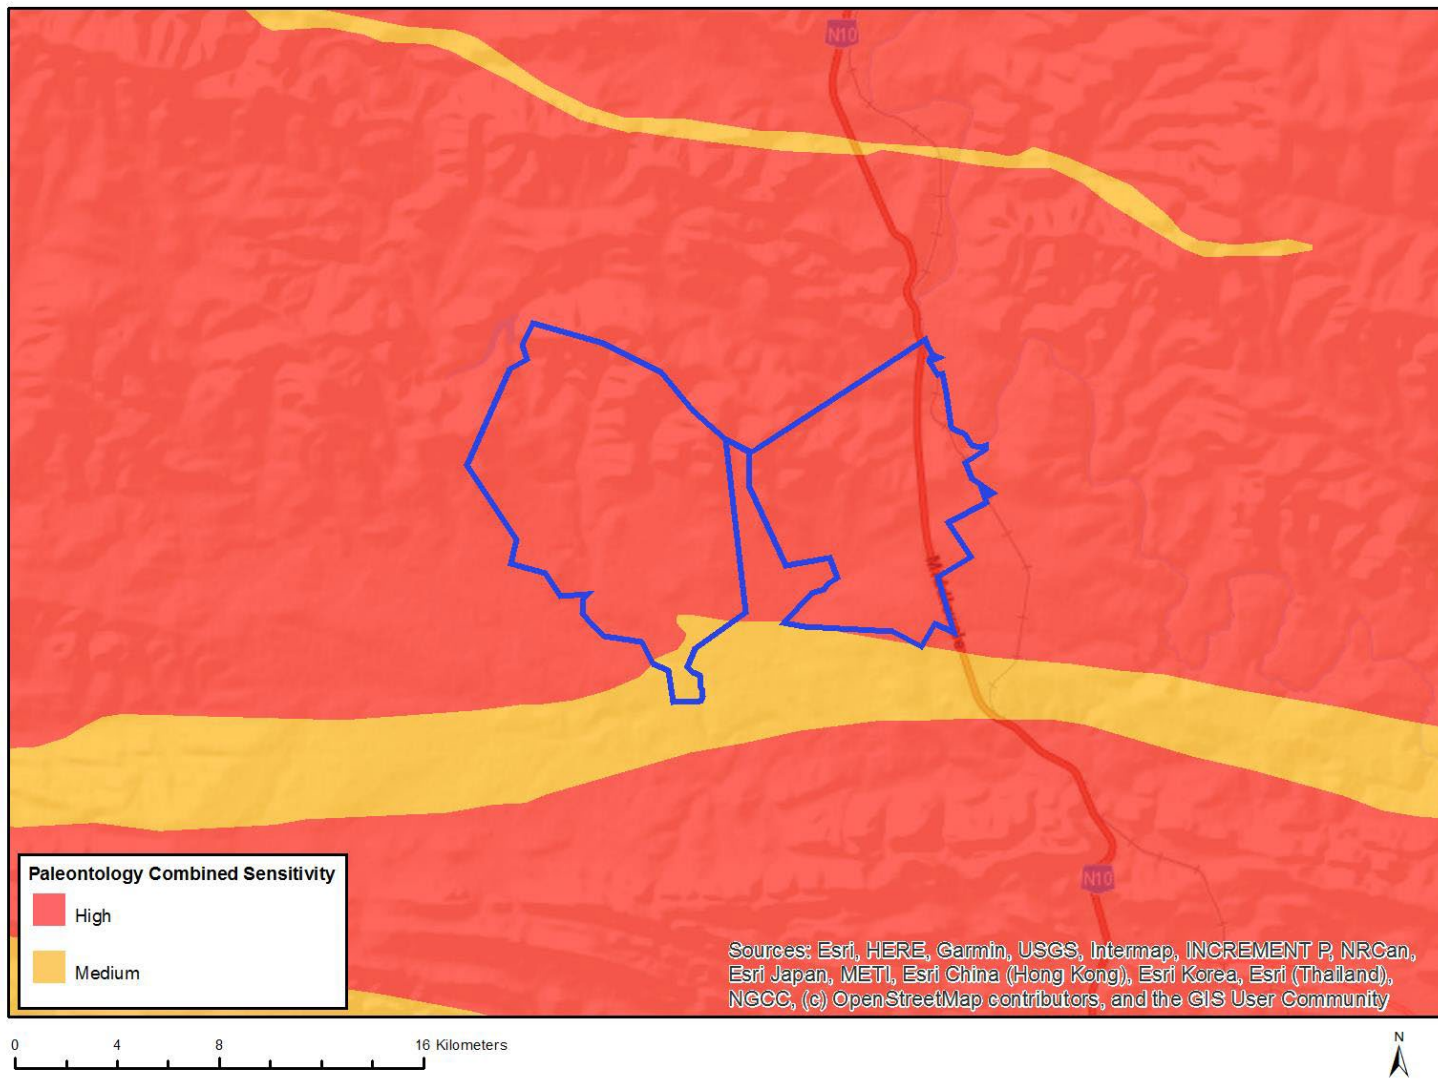 N10
N10
Paleontology Combined Sensitivity
High
Medium
Sources: Esri, HERE, Garmin, USGS, Intermap, INCREMENT P, NRCan,
Esri Japan, METI, Esri China (Hong Kong), Esri Korea, Esri (Thailand),
NGCC, (c) OpenStreetMap contributors, and the GIS User Community
0 4 8 16 Kilometers
N